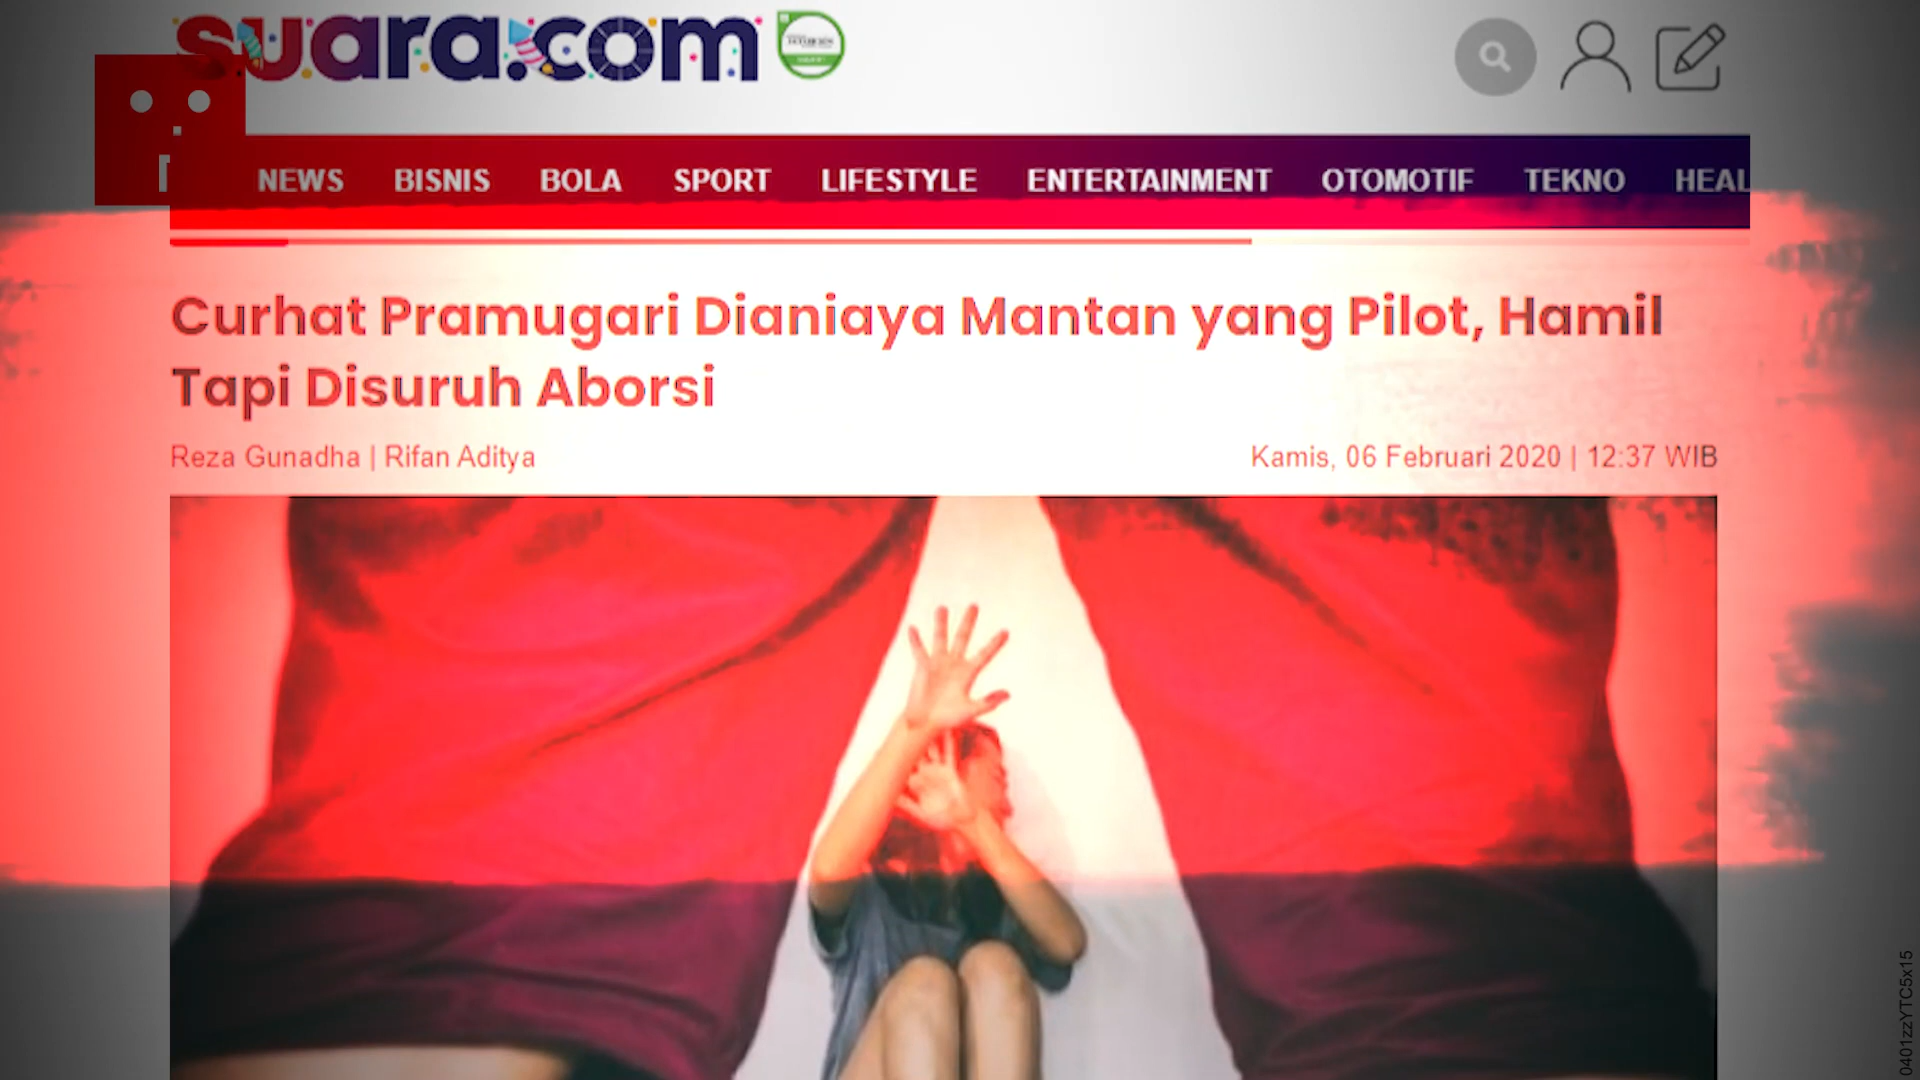 suara.com
NEWS BISNIS BOLA SPORT LIFESTYLE ENTERTAINMENT OTOMOTIF TEKNO HEAL
Curhat Pramugari Dianiaya Mantan yang Pilot, Hamil
Tapi Disuruh Aborsi
Reza Gunadha | Rifan Aditya
Kamis, 06 Februari 2020 | 12:37 WIB
0401zzYTC5x15